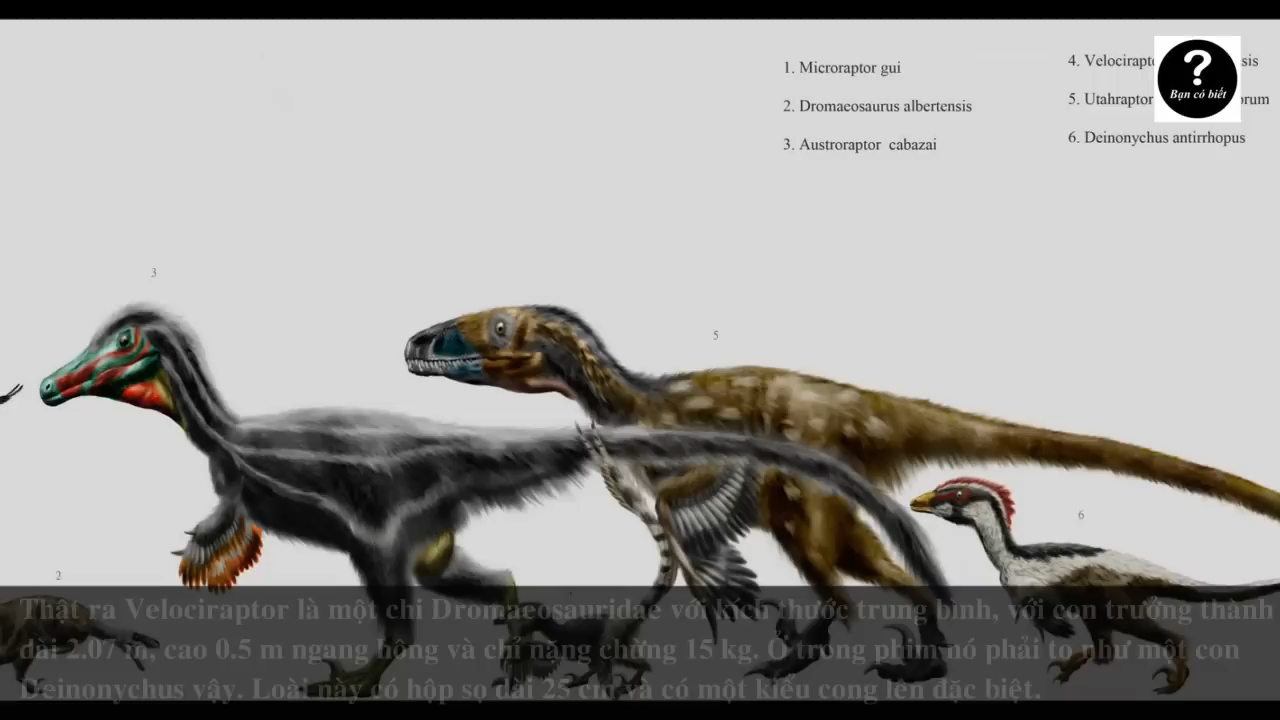 1. Microraptor gui
2. Dromaeosaurus albertensis
3. Austroraptor cabazai
4. Velocirapt sis
5. Utahraptor orum
6. Deinonychus antirrhopus
?
Bạn có biết
3
5
6
2
Thật ra Velociraptor là một chi Dromaeosauridae với kích thước trung bình, với con trưởng thành
dài 2.07 m, cao 0.5 m ngang hông và chỉ nặng chừng 15 kg. Ở trong phim nó phải to như một con
Deinonychus vậy. Loài này có hộp sọ dài 25 cm và có một kiểu cong lên đặc biệt.